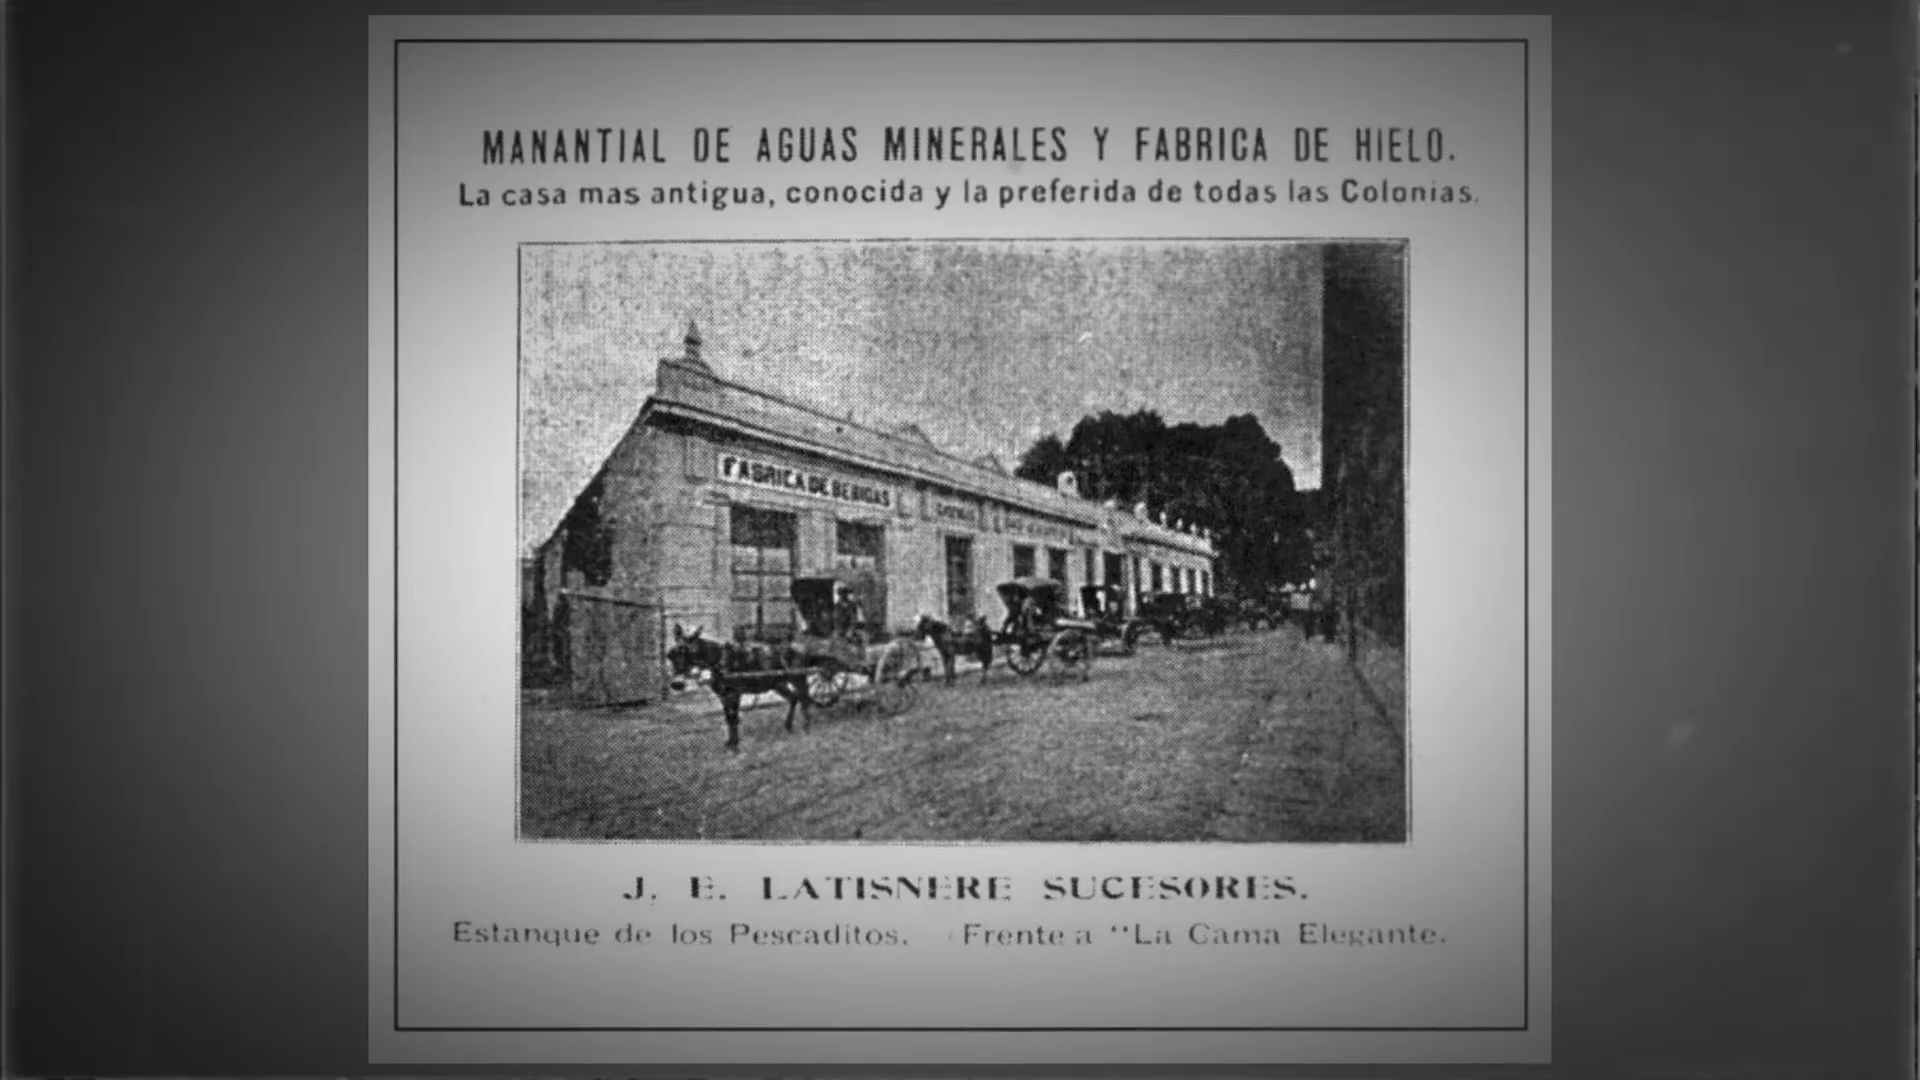 MANANTIAL DE AGUAS MINERALES Y FABRICA DE HIELO.
La casa mas antigua, conocida y la preferida de todas las Colonias.
FABRICA DE BEBIDAS
J. E. LATISNERE SUCESORES.
Estanque de los Pescaditos. Frente a "La Cama Elegante.